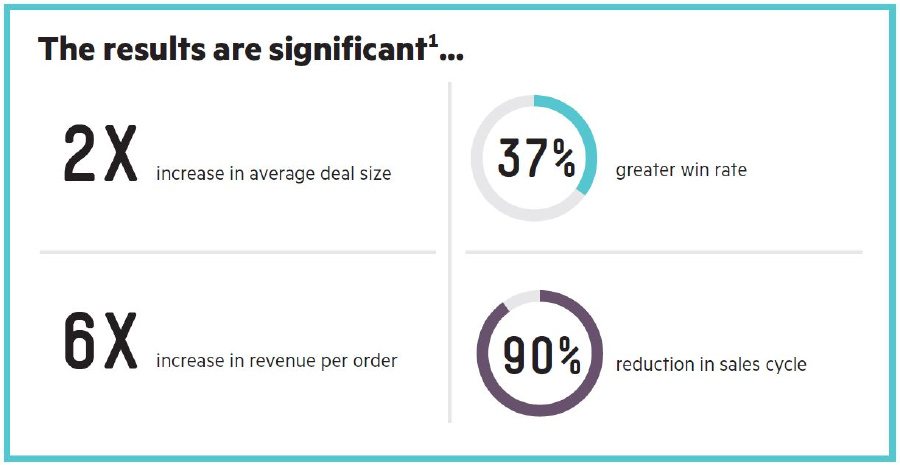 The results are significant¹...
2X increase in average deal size
37% greater win rate
6X increase in revenue per order
90% reduction in sales cycle